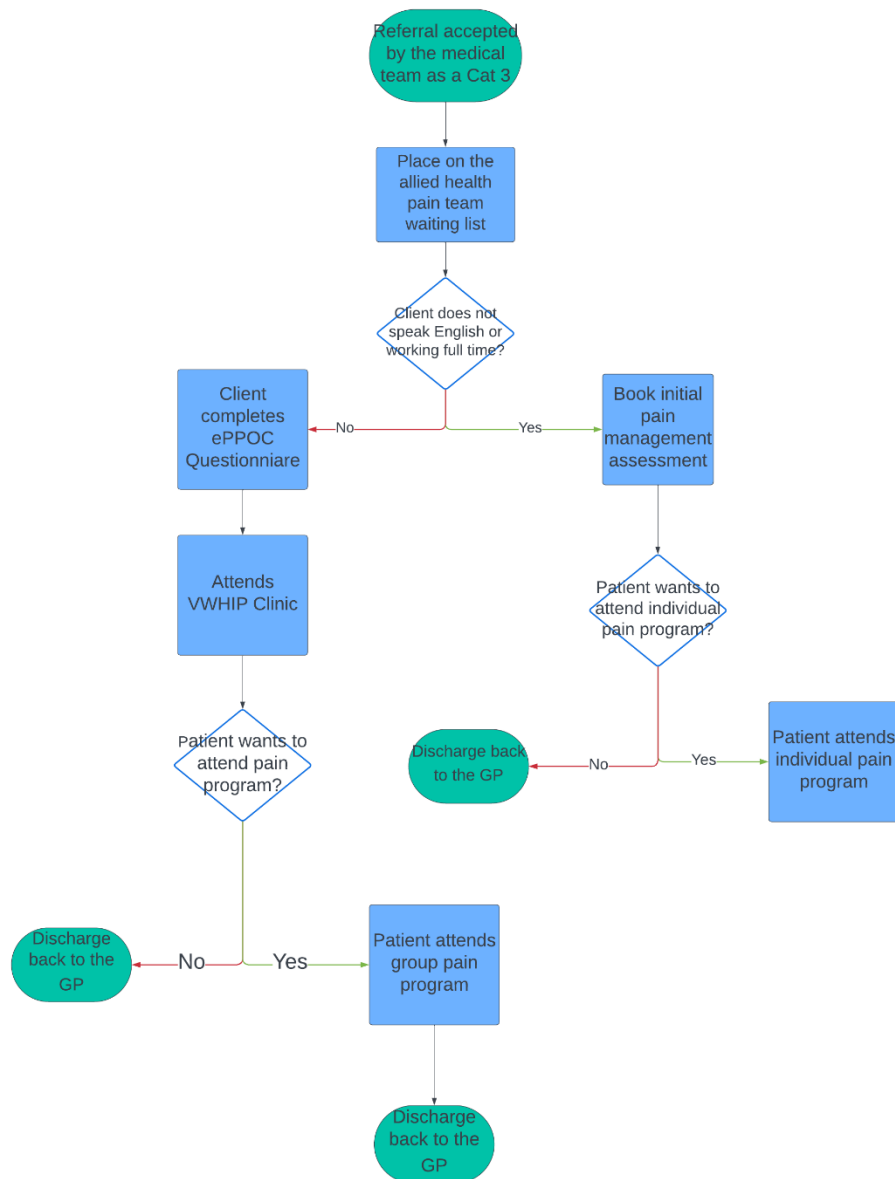 Referral accepted
by the medical
team as a Cat 3
Place on the
allied health
pain team
waiting list
Client does not
speak English or
working full time?
No
Yes
Client
completes
ePPOC
Questionniare
Book initial
pain
management
assessment
Attends
VWHIP Clinic
Patient wants to
attend individual
pain program?
Patient wants to
attend pain
program?
Discharge back
to the GP
No
Yes
Patient attends
individual pain
program
Discharge
back to the
GP
No
Yes
Patient attends
group pain
program
Discharge
back to the
GP